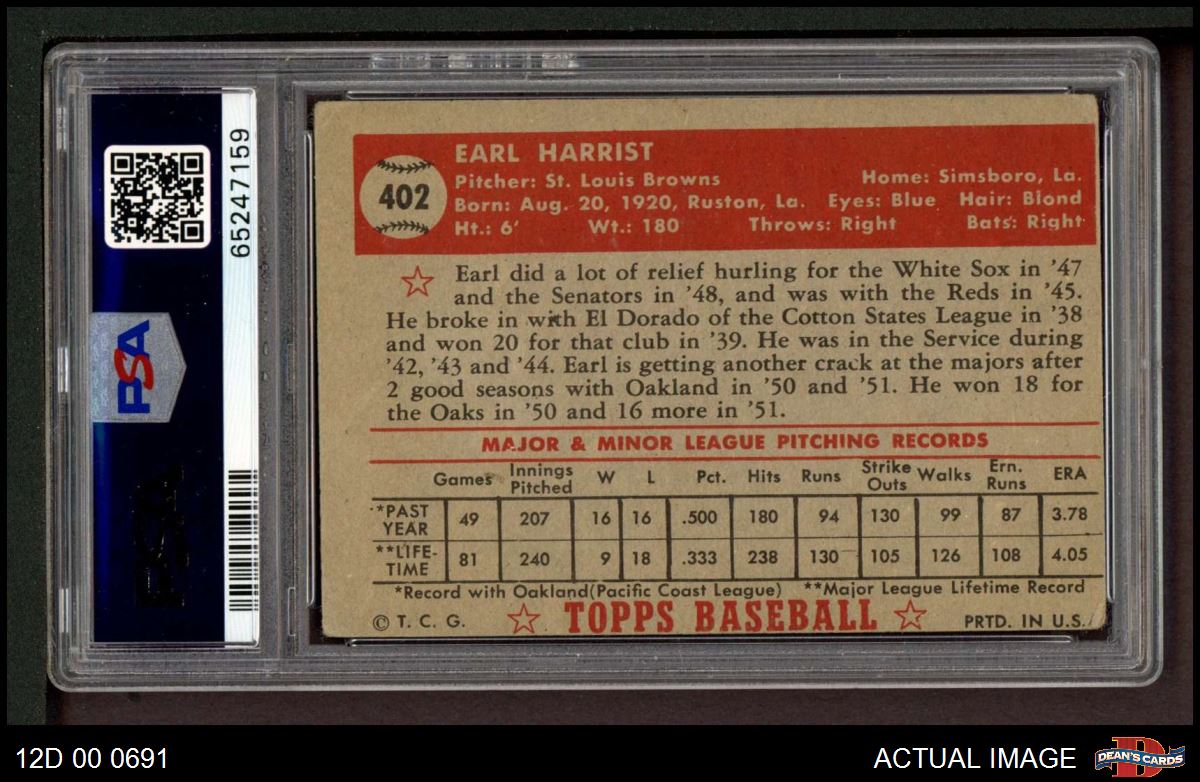 PSA
65247159
402
EARL HARRIST
Pitcher: St. Louis Browns Home: Simsboro, La.
Born: Aug. 20, 1920, Ruston, La. Eyes: Blue Hair: Blond
Ht.: 6' Wt.: 180 Throws: Right Bats: Right
Earl did a lot of relief hurling for the White Sox in '47
and the Senators in '48, and was with the Reds in '45.
He broke in with El Dorado of the Cotton States League in '38
and won 20 for that club in '39. He was in the Service during
'42, '43 and '44. Earl is getting another crack at the majors after
2 good seasons with Oakland in '50 and '51. He won 18 for
the Oaks in '50 and 16 more in '51.
MAJOR & MINOR LEAGUE PITCHING RECORDS
Games Innings Pitched W L Pct. Hits Runs Strike Outs Walks Ern. Runs ERA
*PAST YEAR 49 207 16 16 .500 180 94 130 99 87 3.78
**LIFE-TIME 81 240 9 18 .333 238 130 105 126 108 4.05
*Record with Oakland(Pacific Coast League) **Major League Lifetime Record
© T. C. G. TOPPS BASEBALL PRTD. IN U.S.
12D 00 0691
ACTUAL IMAGE
DEAN'S CARDS